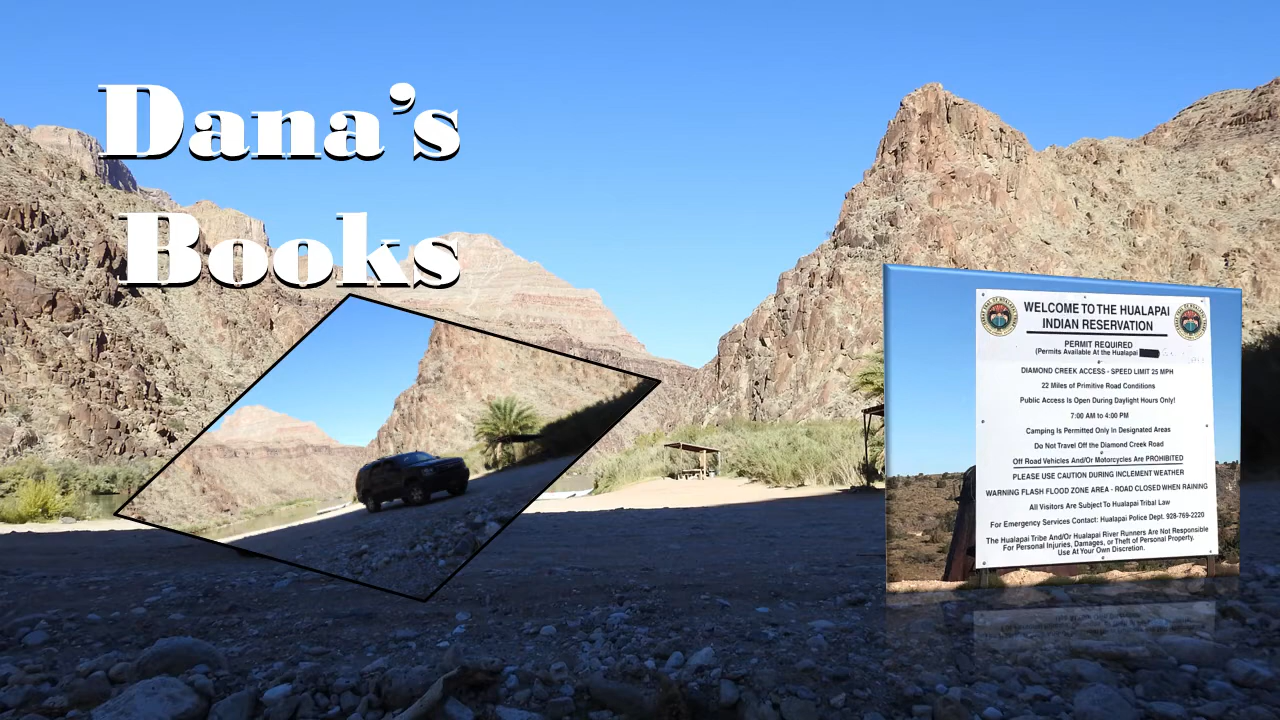 Dana's
Books
WELCOME TO THE HUALAPAI
INDIAN RESERVATION
PERMIT REQUIRED
(Permits Available At the Hualapai
DIAMOND CREEK ACCESS - SPEED LIMIT 25 MPH
22 Miles of Primitive Road Conditions
Public Access Is Open During Daylight Hours Only!
7:00 AM to 4:00 PM
Camping Is Permitted Only In Designated Areas
Do Not Travel Off the Diamond Creek Road
Off Road Vehicles And/Or Motorcycles Are PROHIBITED
PLEASE USE CAUTION DURING INCLEMENT WEATHER
WARNING FLASH FLOOD ZONE AREA - ROAD CLOSED WHEN RAINING
All Visitors Are Subject To Hualapai Tribal Law
For Emergency Services Contact: Hualapai Police Dept. 928-769-2220
The Hualapai Tribe And/Or Hualapai River Runners Are Not Responsible
For Personal Injuries, Damages, or Theft of Personal Property.
Use At Your Own Discretion.